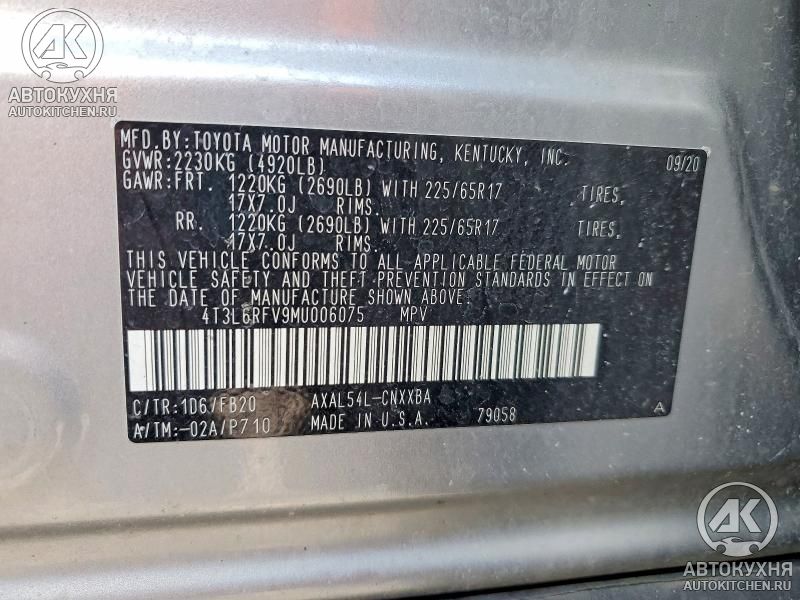 AK
АВТОКУХНЯ
AUTOKITCHEN.RU
MFD.BY:TOYOTA MOTOR MANUFACTURING, KENTUCKY, INC. 09/20
GVWR:2230KG (4920LB)
GAWR:FRT. 1220KG (2690LB) WITH 225/65R17 TIRES,
17X7.0J RIMS.
RR. 1220KG (2690LB) WITH 225/65R17 TIRES,
17X7.0J RIMS.
THIS VEHICLE CONFORMS TO ALL APPLICABLE FEDERAL MOTOR
VEHICLE SAFETY AND THEFT PREVENTION STANDARDS IN EFFECT ON
THE DATE OF MANUFACTURE SHOWN ABOVE.
4T3L6RFV9MU006075 MPV
C/TR:1D6/FB20 AXAL54L-CNXXBA
A/TM:-02A/P710 MADE IN U.S.A. 79058 A
AK
АВТОКУХНЯ
AUTOKITCHEN.RU